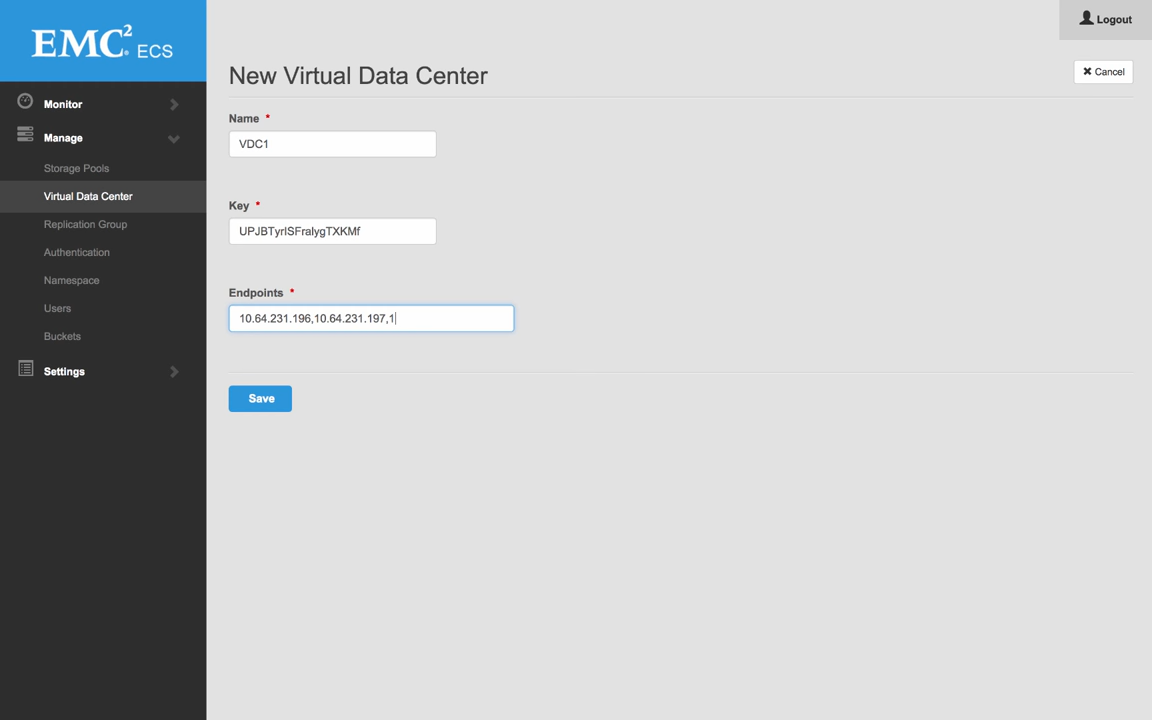 EMC² ECS
Logout
New Virtual Data Center
Cancel
Monitor
Manage
Storage Pools
Virtual Data Center
Replication Group
Authentication
Namespace
Users
Buckets
Settings
Name *
VDC1
Key *
UPJBTyrISFralygTXKMf
Endpoints *
10.64.231.196,10.64.231.197,1
Save